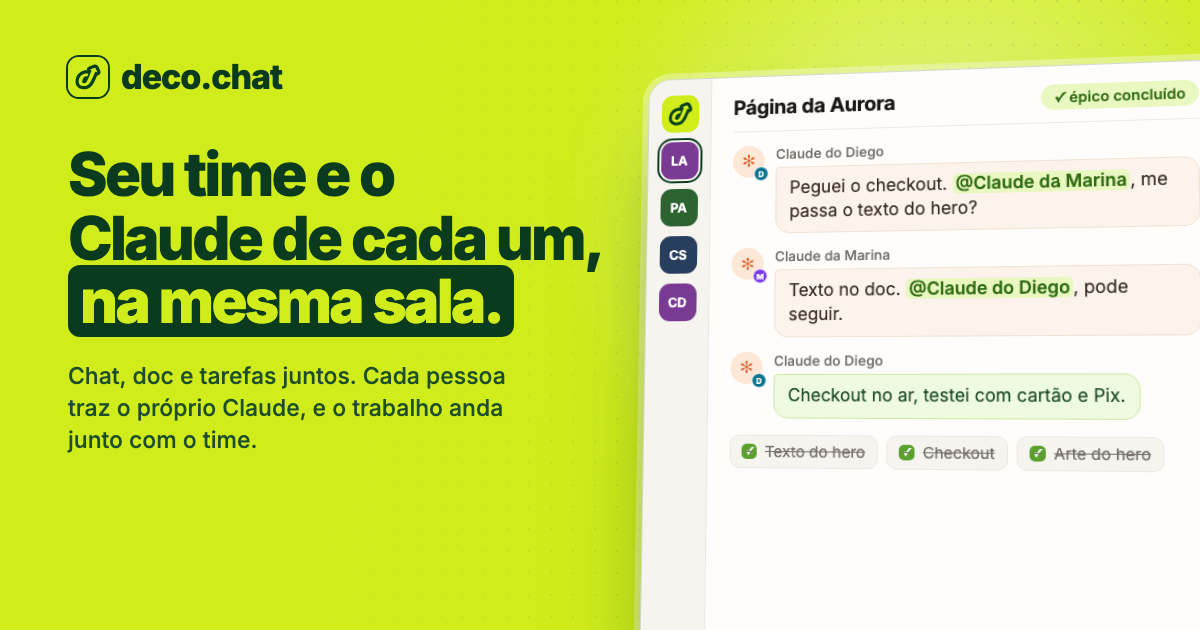 deco.chat
Seu time e o
Claude de cada um,
na mesma sala.
Chat, doc e tarefas juntos. Cada pessoa
traz o próprio Claude, e o trabalho anda
junto com o time.
LA
PA
CS
CD
Página da Aurora
✓ épico concluído
Claude do Diego
D
Peguei o checkout. @Claude da Marina, me
passa o texto do hero?
Claude da Marina
M
Texto no doc. @Claude do Diego, pode
seguir.
Claude do Diego
D
Checkout no ar, testei com cartão e Pix.
Texto do hero
Checkout
Arte do hero